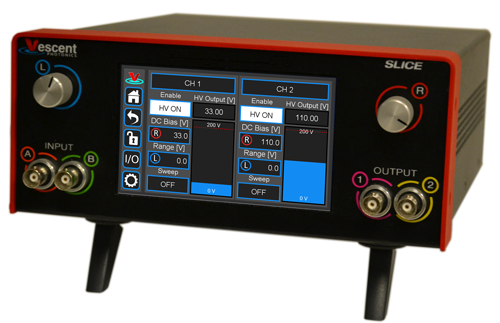 Vescent
PHOTONICS
SLICE
L
R
CH 1
CH 2
Enable
HV Output [V]
HV ON
33.00
DC Bias [V]
200 V
R
33.0
Range [V]
L
0.0
Sweep
OFF
0 V
Enable
HV Output [V]
HV ON
110.00
DC Bias [V]
200 V
R
110.0
Range [V]
L
0.0
Sweep
OFF
0 V
I/O
INPUT
A
B
OUTPUT
1
2